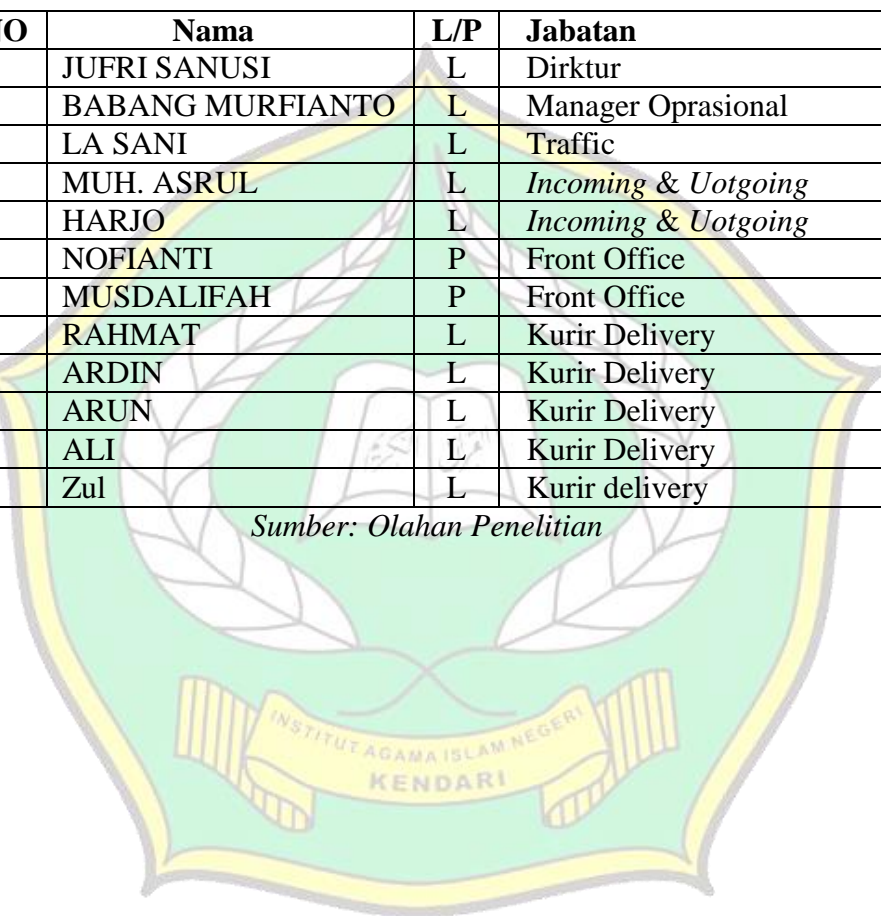 NO Nama L/P Jabatan
JUFRI SANUSI L Dirktur
BABANG MURFIANTO L Manager Oprasional
LA SANI L Traffic
MUH. ASRUL L Incoming & Uotgoing
HARJO L Incoming & Uotgoing
NOFIANTI P Front Office
MUSDALIFAH P Front Office
RAHMAT L Kurir Delivery
ARDIN L Kurir Delivery
ARUN L Kurir Delivery
ALI L Kurir Delivery
Zul L Kurir delivery
Sumber: Olahan Penelitian
INSTITUT AGAMA ISLAM NEGERI
KENDARI